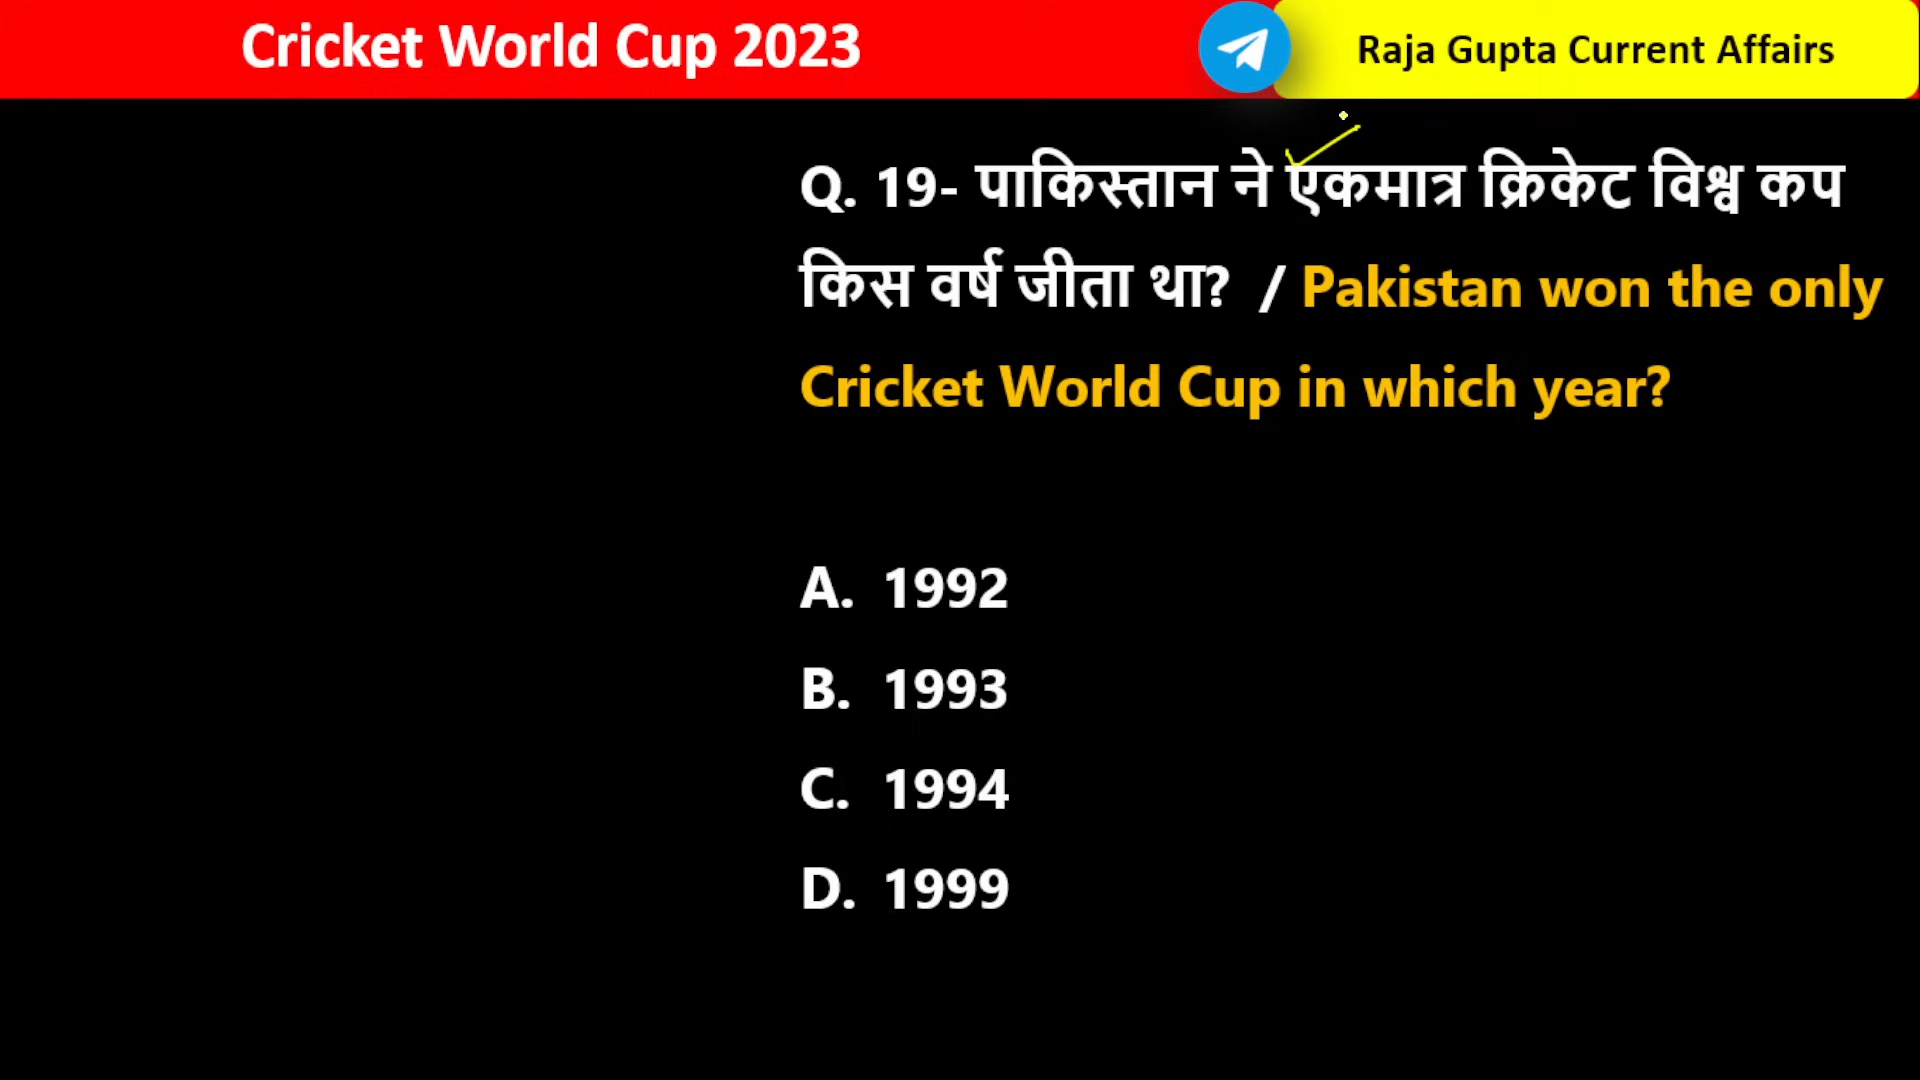 Cricket World Cup 2023
Raja Gupta Current Affairs
Q. 19- पाकिस्तान ने एकमात्र क्रिकेट विश्व कप
किस वर्ष जीता था? / Pakistan won the only
Cricket World Cup in which year?
A. 1992
B. 1993
C. 1994
D. 1999